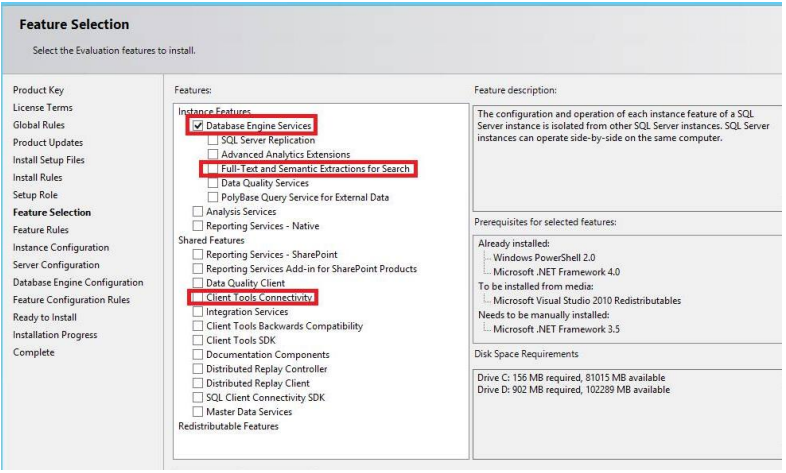 Feature Selection
Select the Evaluation features to install.
Product Key
License Terms
Global Rules
Product Updates
Install Setup Files
Install Rules
Setup Role
Feature Selection
Feature Rules
Instance Configuration
Server Configuration
Database Engine Configuration
Feature Configuration Rules
Ready to Install
Installation Progress
Complete
Features:
Instance Features
Database Engine Services
SQL Server Replication
Advanced Analytics Extensions
Full-Text and Semantic Extractions for Search
Data Quality Services
PolyBase Query Service for External Data
Analysis Services
Reporting Services - Native
Shared Features
Reporting Services - SharePoint
Reporting Services Add-in for SharePoint Products
Data Quality Client
Client Tools Connectivity
Integration Services
Client Tools Backwards Compatibility
Client Tools SDK
Documentation Components
Distributed Replay Controller
Distributed Replay Client
SQL Client Connectivity SDK
Master Data Services
Redistributable Features
Feature description:
The configuration and operation of each instance feature of a SQL
Server instance is isolated from other SQL Server instances. SQL Server
instances can operate side-by-side on the same computer.
Prerequisites for selected features:
Already installed:
Windows PowerShell 2.0
Microsoft .NET Framework 4.0
To be installed from media:
Microsoft Visual Studio 2010 Redistributables
Needs to be manually installed:
Microsoft .NET Framework 3.5
Disk Space Requirements
Drive C: 156 MB required, 81015 MB available
Drive D: 902 MB required, 102289 MB available